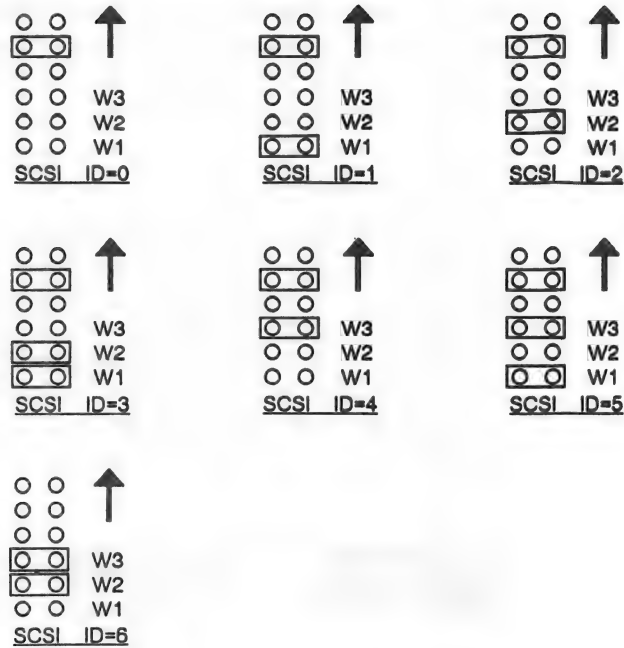 W3
W2
W1
SCSI ID=0
W3
W2
W1
SCSI ID=1
W3
W2
W1
SCSI ID=2
W3
W2
W1
SCSI ID=3
W3
W2
W1
SCSI ID=4
W3
W2
W1
SCSI ID=5
W3
W2
W1
SCSI ID=6